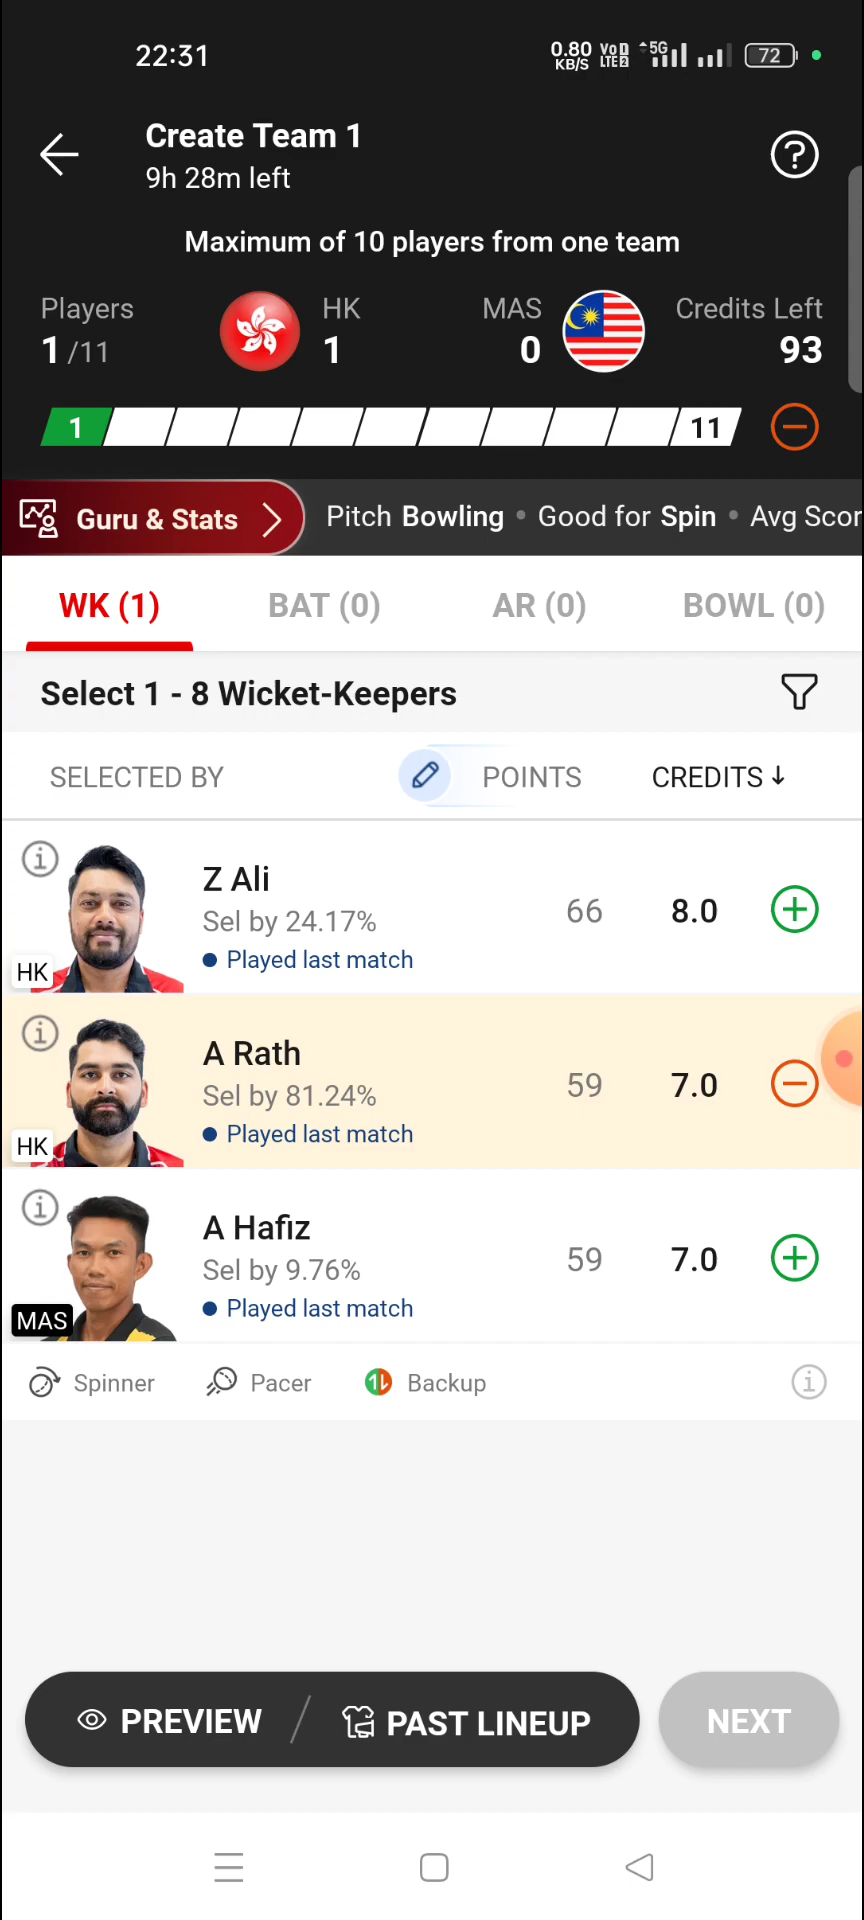 22:31
0.80 KB/S VoD LTE2 5G 72
Create Team 1
9h 28m left
Maximum of 10 players from one team
Players HK MAS Credits Left
1 /11 1 0 93
1 11
Guru & Stats Pitch Bowling • Good for Spin • Avg Scor
WK (1) BAT (0) AR (0) BOWL (0)
Select 1 - 8 Wicket-Keepers
SELECTED BY POINTS CREDITS ↓
Z Ali
Sel by 24.17% 66 8.0
Played last match
HK
A Rath
Sel by 81.24% 59 7.0
Played last match
HK
A Hafiz
Sel by 9.76% 59 7.0
Played last match
MAS
Spinner Pacer Backup
PREVIEW / PAST LINEUP NEXT